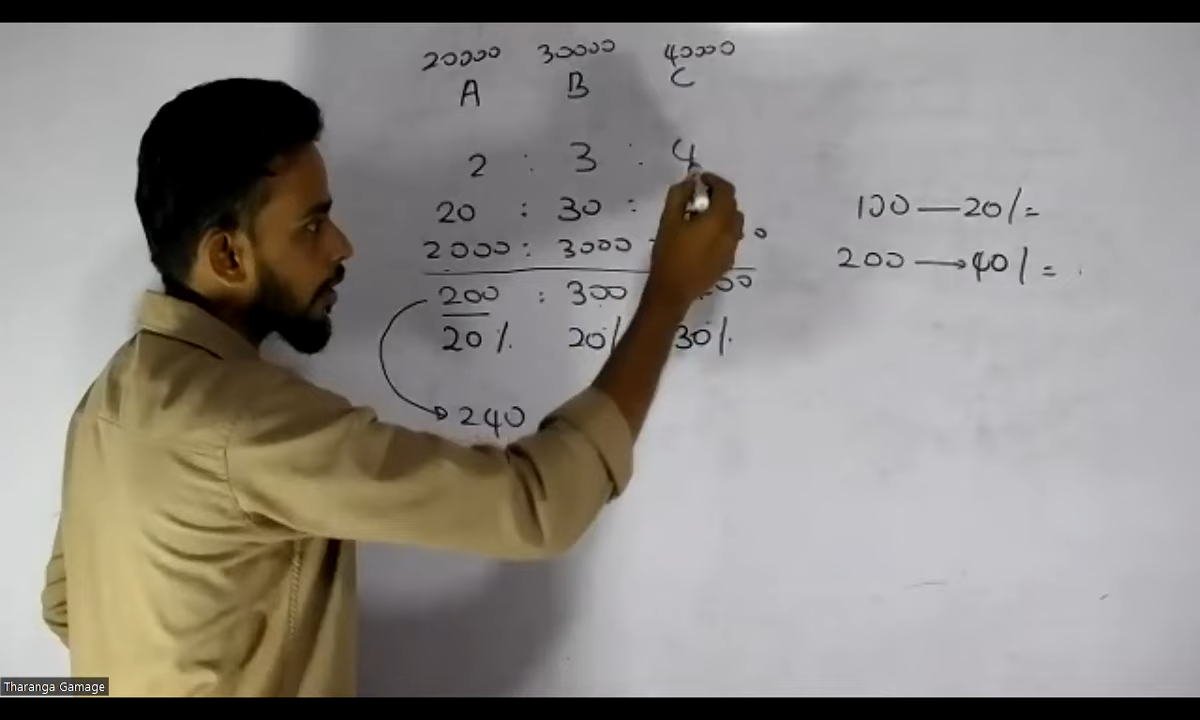 20000 30000 40000
A B C
2 : 3 : 4
20 : 30 :
2000 : 3000
200 : 300
20% 20% 30%
240
100 — 20/=
200 → 40/=
Tharanga Gamage